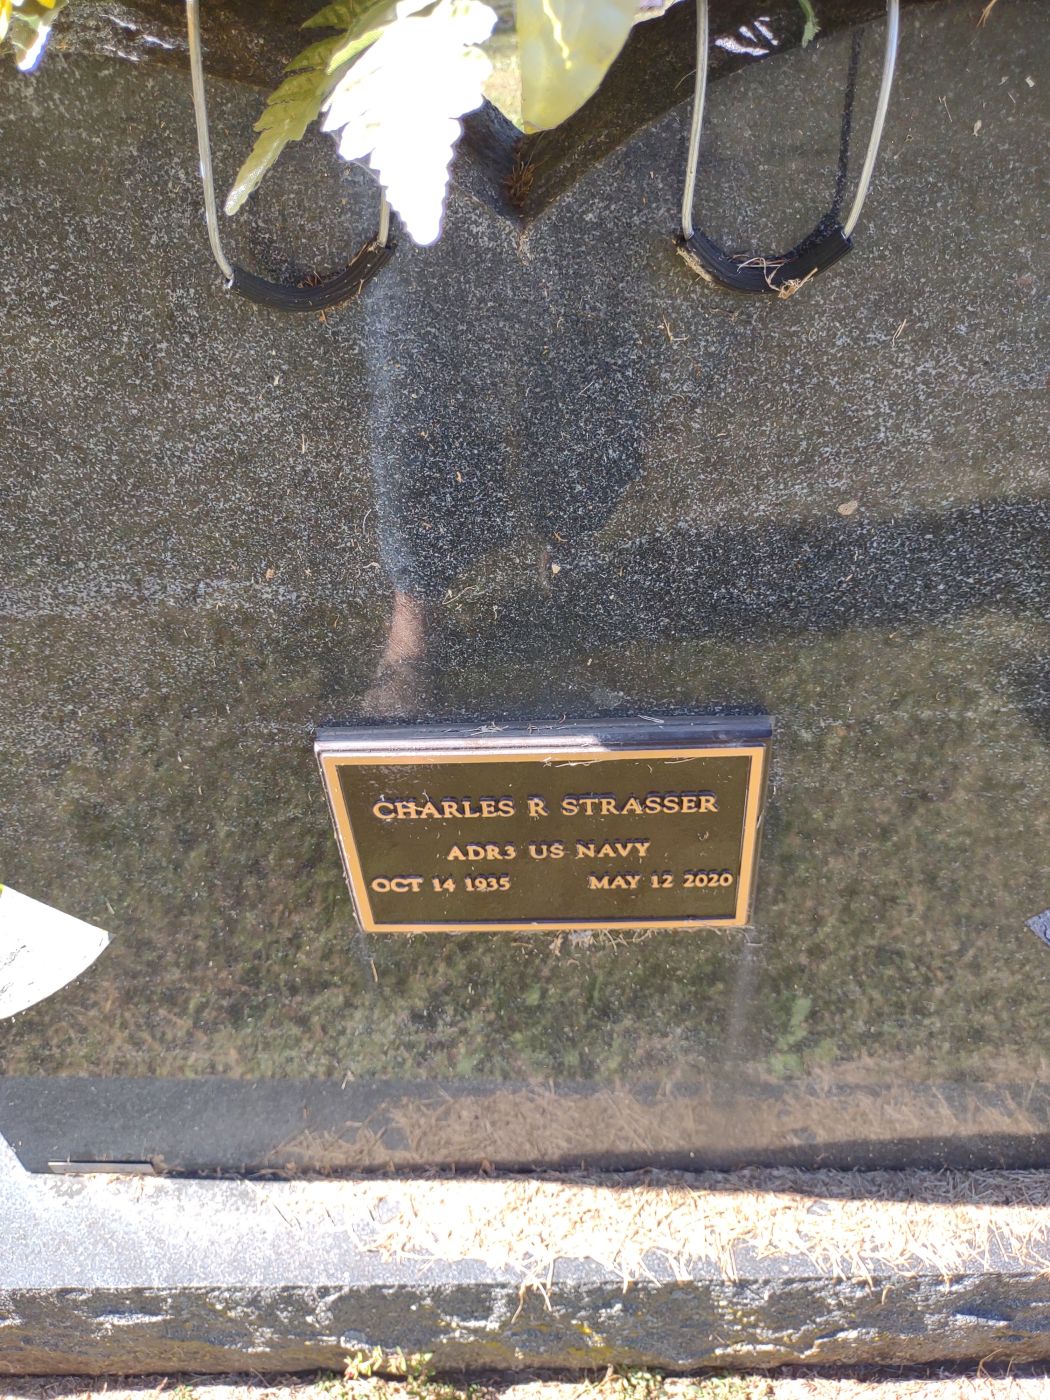 CHARLES R STRASSER
ADR3 US NAVY
OCT 14 1935 MAY 12 2020